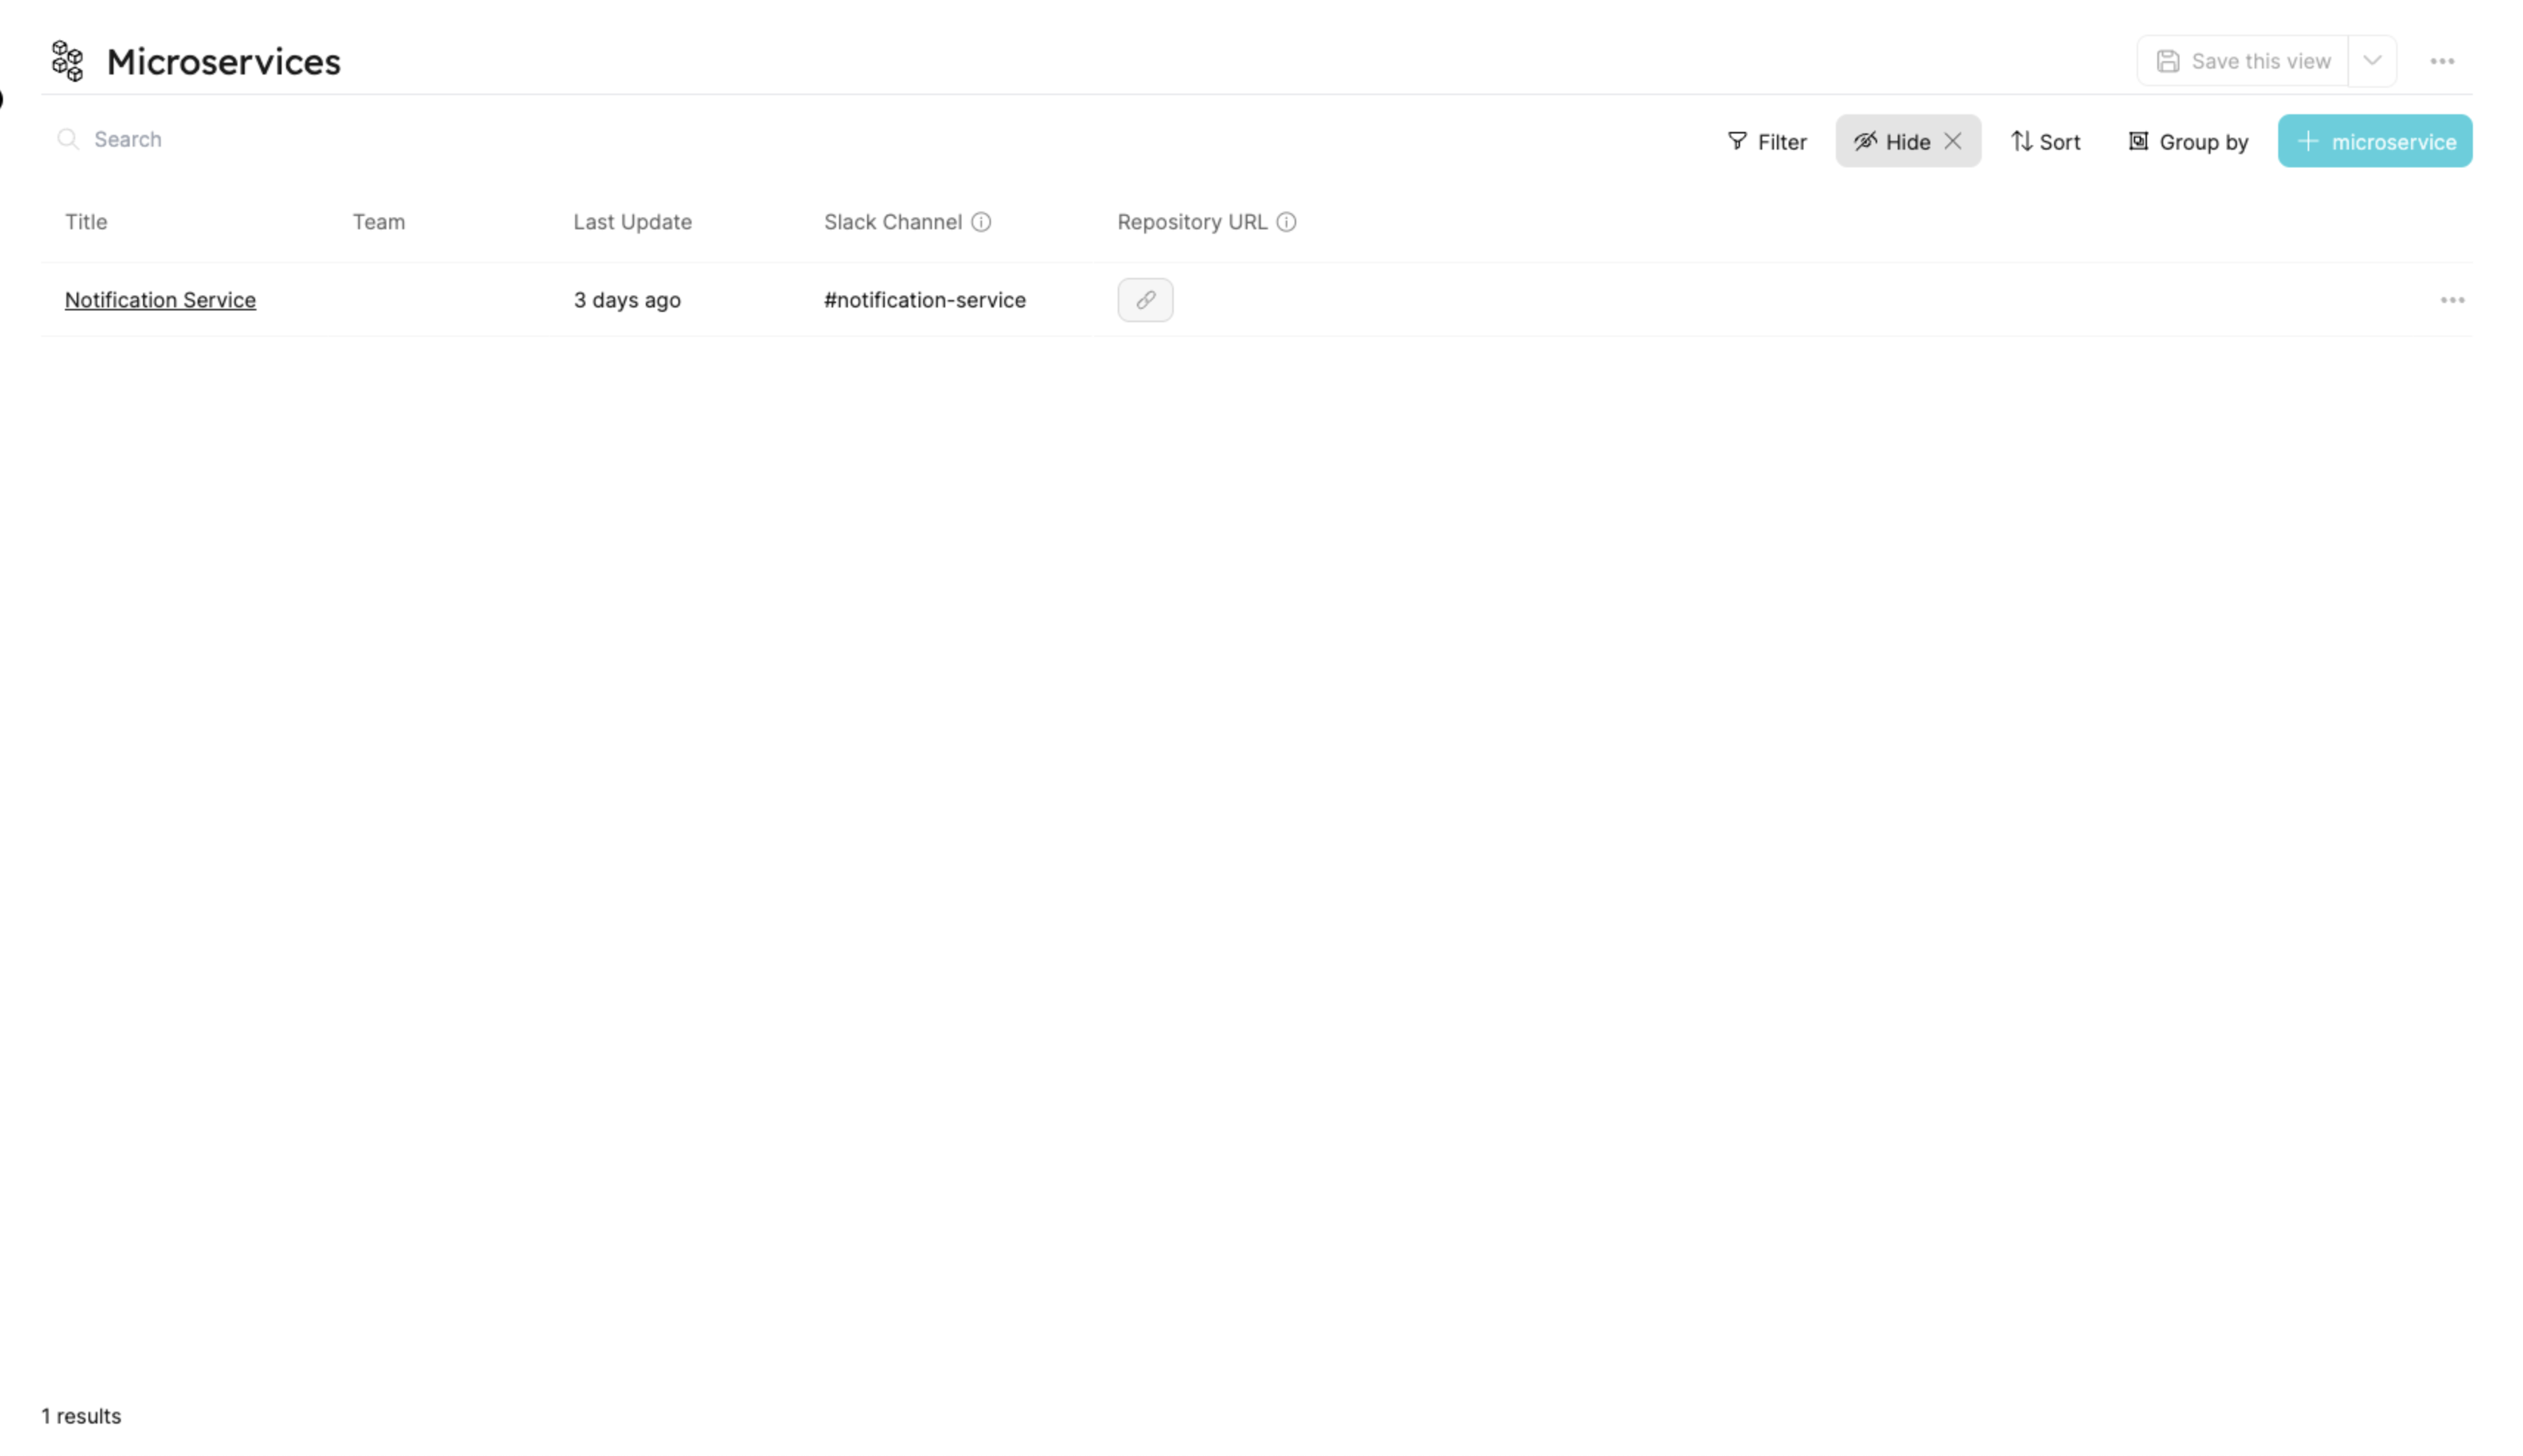 Microservices
Save this view
Search
Filter
Hide
Sort
Group by
microservice
Title
Team
Last Update
Slack Channel
Repository URL
Notification Service
3 days ago
#notification-service
1 results